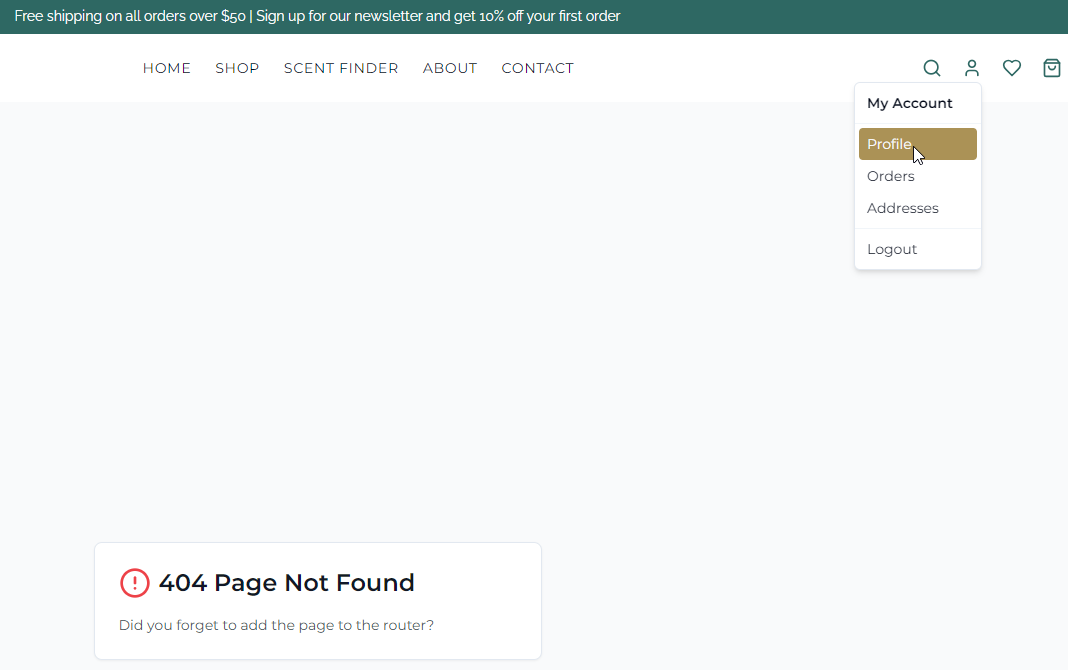 Free shipping on all orders over $50 | Sign up for our newsletter and get 10% off your first order
HOME SHOP SCENT FINDER ABOUT CONTACT
My Account
Profile
Orders
Addresses
Logout
404 Page Not Found
Did you forget to add the page to the router?